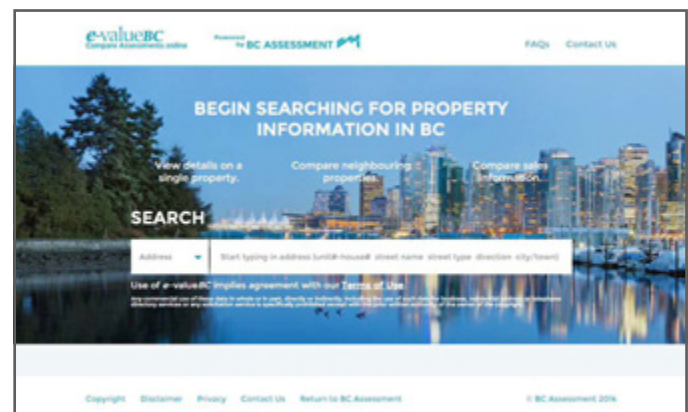 e-valueBC
Compare Assessments online
Powered
by BC ASSESSMENT
FAQs Contact Us
BEGIN SEARCHING FOR PROPERTY
INFORMATION IN BC
View details on a
single property.
Compare neighbouring
properties.
Compare sales
information.
SEARCH
Address
Start typing in address (unit#-house# street name street type direction city/town)
Use of e-valueBC implies agreement with our Terms of Use
Copyright Disclaimer Privacy Contact Us Return to BC Assessment
© BC Assessment 2014